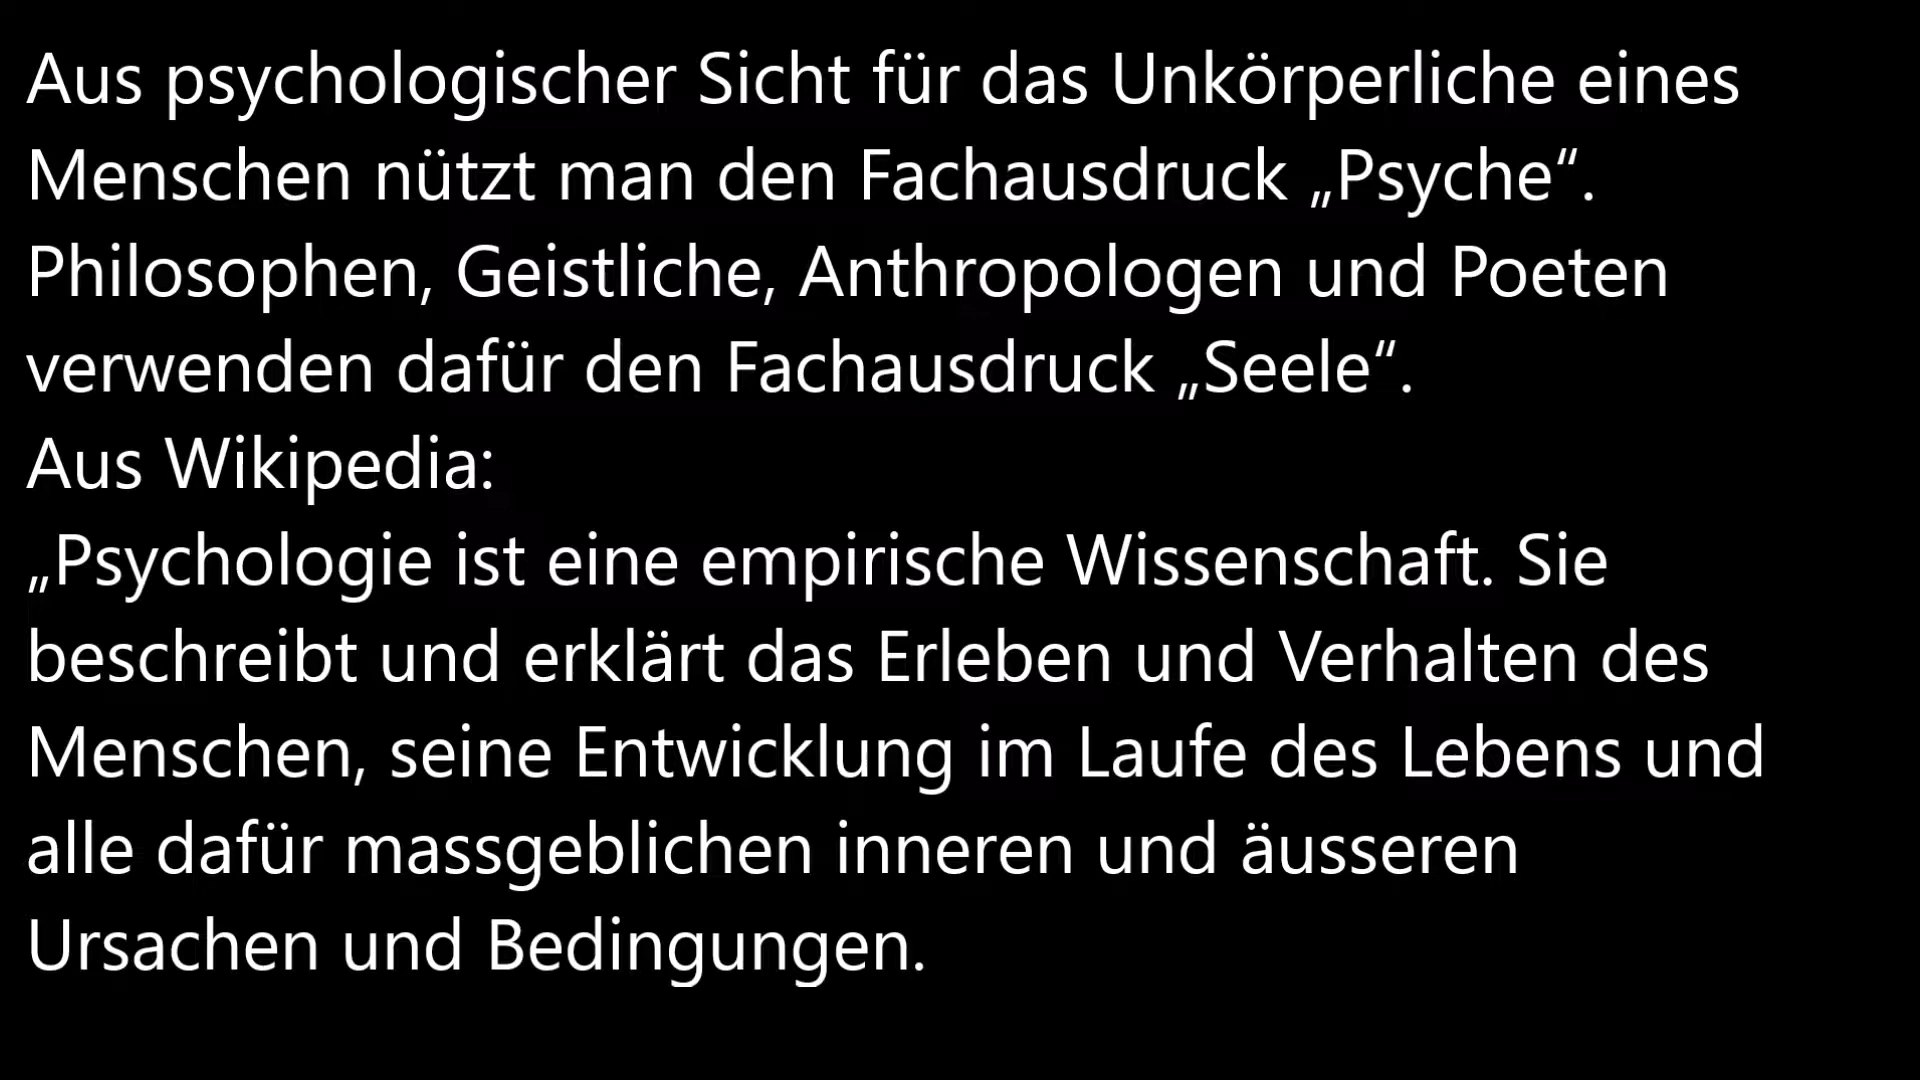 Aus psychologischer Sicht für das Unkörperliche eines
Menschen nützt man den Fachausdruck „Psyche“.
Philosophen, Geistliche, Anthropologen und Poeten
verwenden dafür den Fachausdruck „Seele“.
Aus Wikipedia:
„Psychologie ist eine empirische Wissenschaft. Sie
beschreibt und erklärt das Erleben und Verhalten des
Menschen, seine Entwicklung im Laufe des Lebens und
alle dafür massgeblichen inneren und äusseren
Ursachen und Bedingungen.